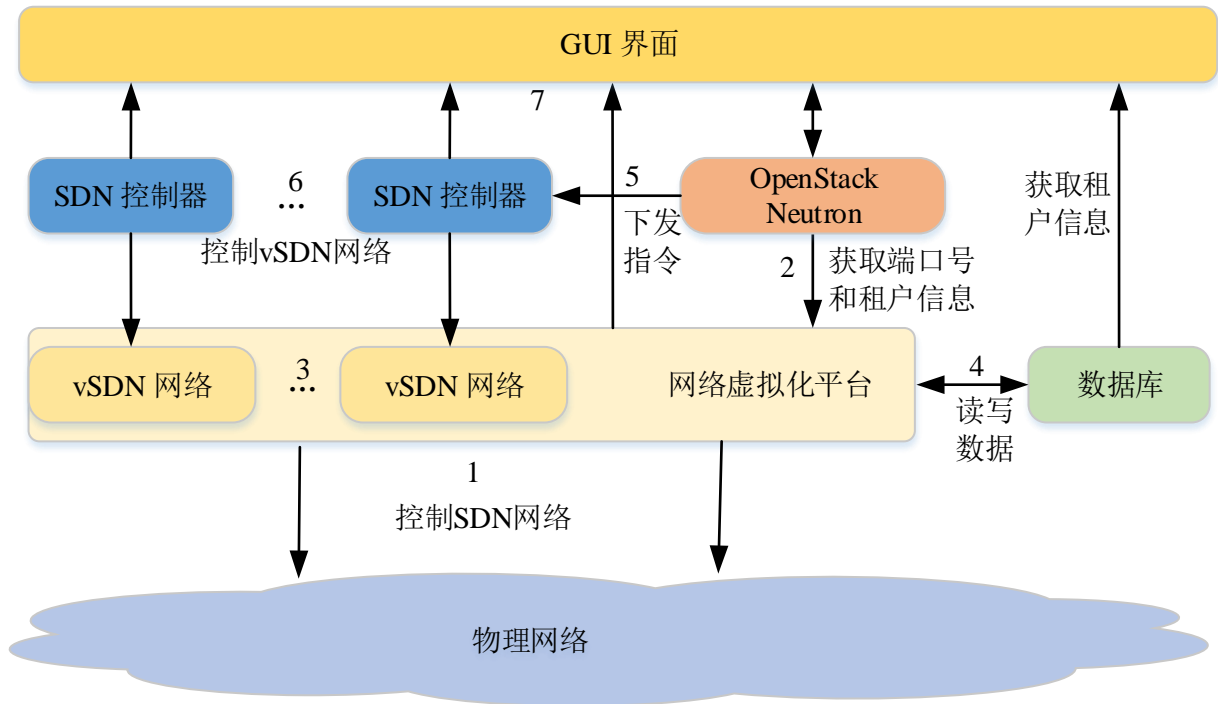 GUI 界面
7
SDN 控制器
6
...
SDN 控制器
控制vSDN网络
5
下发
指令
OpenStack
Neutron
2
获取端口号
和租户信息
获取租
户信息
vSDN 网络
3
...
vSDN 网络
网络虚拟化平台
4
读写
数据
数据库
1
控制SDN网络
物理网络